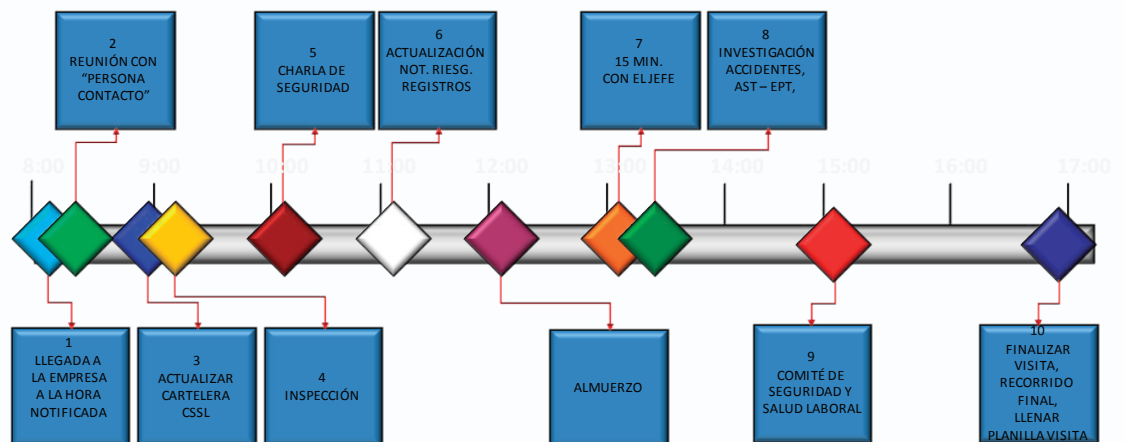 2
REUNIÓN CON
"PERSONA
CONTACTO"
5
CHARLA DE
SEGURIDAD
6
ACTUALIZACIÓN
NOT. RIESG.
REGISTROS
7
15 MIN.
CON EL JEFE
8
INVESTIGACIÓN
ACCIDENTES,
AST – EPT,
8:00 9:00 10:00 11:00 12:00 13:00 14:00 15:00 16:00 17:00
1
LLEGADA A
LA EMPRESA
A LA HORA
NOTIFICADA
3
ACTUALIZAR
CARTELERA
CSSL
4
INSPECCIÓN
ALMUERZO
9
COMITÉ DE
SEGURIDAD Y
SALUD LABORAL
10
FINALIZAR
VISITA,
RECORRIDO
FINAL,
LLENAR
PLANILLA VISITA